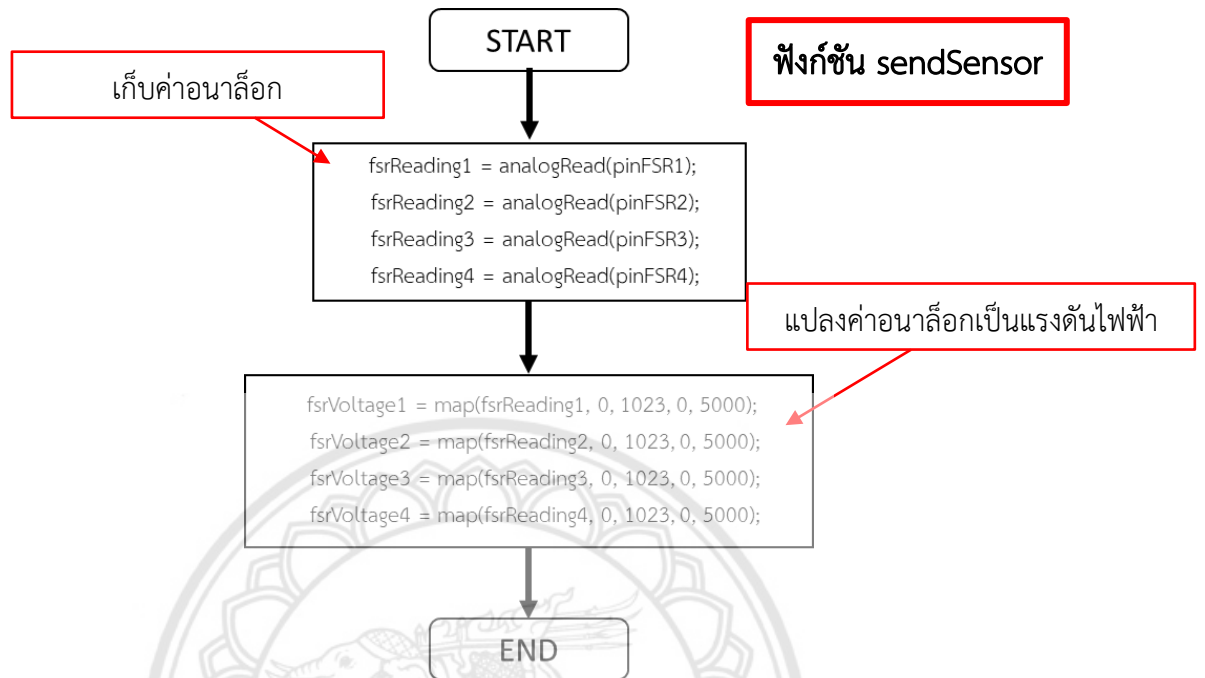 START
ฟังก์ชัน sendSensor
เก็บค่าอนาล็อก
fsrReading1 = analogRead(pinFSR1);
fsrReading2 = analogRead(pinFSR2);
fsrReading3 = analogRead(pinFSR3);
fsrReading4 = analogRead(pinFSR4);
แปลงค่าอนาล็อกเป็นแรงดันไฟฟ้า
fsrVoltage1 = map(fsrReading1, 0, 1023, 0, 5000);
fsrVoltage2 = map(fsrReading2, 0, 1023, 0, 5000);
fsrVoltage3 = map(fsrReading3, 0, 1023, 0, 5000);
fsrVoltage4 = map(fsrReading4, 0, 1023, 0, 5000);
END